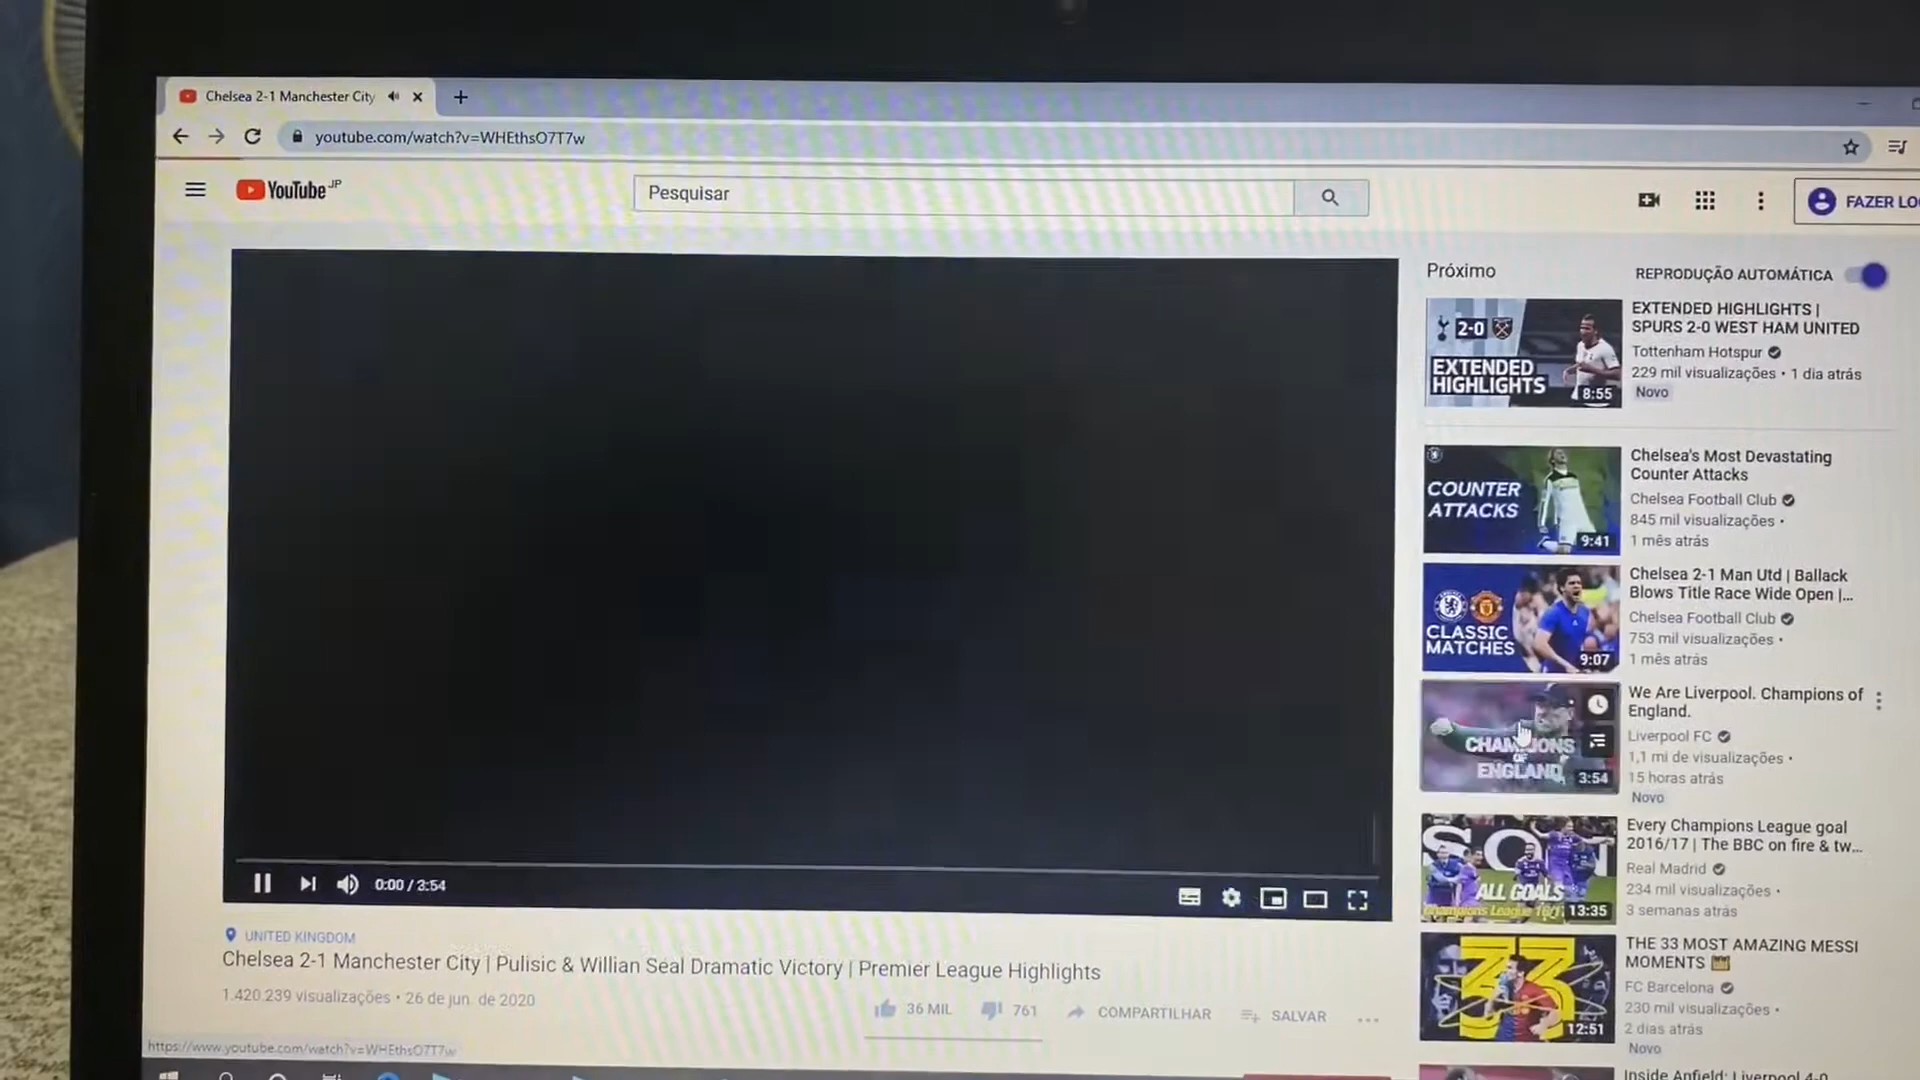 Chelsea 2-1 Manchester City
youtube.com/watch?v=WHEthsO7T7w
YouTube JP
Pesquisar
FAZER LO
Próximo
REPRODUÇÃO AUTOMÁTICA
2-0
EXTENDED
HIGHLIGHTS
8:55
EXTENDED HIGHLIGHTS |
SPURS 2-0 WEST HAM UNITED
Tottenham Hotspur
229 mil visualizações • 1 dia atrás
Novo
COUNTER
ATTACKS
9:41
Chelsea's Most Devastating
Counter Attacks
Chelsea Football Club
845 mil visualizações •
1 mês atrás
CLASSIC
MATCHES
9:07
Chelsea 2-1 Man Utd | Ballack
Blows Title Race Wide Open |...
Chelsea Football Club
753 mil visualizações •
1 mês atrás
CHAMPIONS
OF
ENGLAND
3:54
We Are Liverpool. Champions of
England.
Liverpool FC
1,1 mi de visualizações •
15 horas atrás
Novo
ALL GOALS
Champions League 16/17
13:35
Every Champions League goal
2016/17 | The BBC on fire & tw...
Real Madrid
234 mil visualizações •
3 semanas atrás
33
12:51
THE 33 MOST AMAZING MESSI
MOMENTS
FC Barcelona
230 mil visualizações •
2 dias atrás
Novo
Inside Anfield: Liverpool 4-0
0:00 / 3:54
UNITED KINGDOM
Chelsea 2-1 Manchester City | Pulisic & Willian Seal Dramatic Victory | Premier League Highlights
1.420.239 visualizações • 26 de jun. de 2020
36 MIL
761
COMPARTILHAR
SALVAR
https://www.youtube.com/watch?v=WHEthsO7T7w